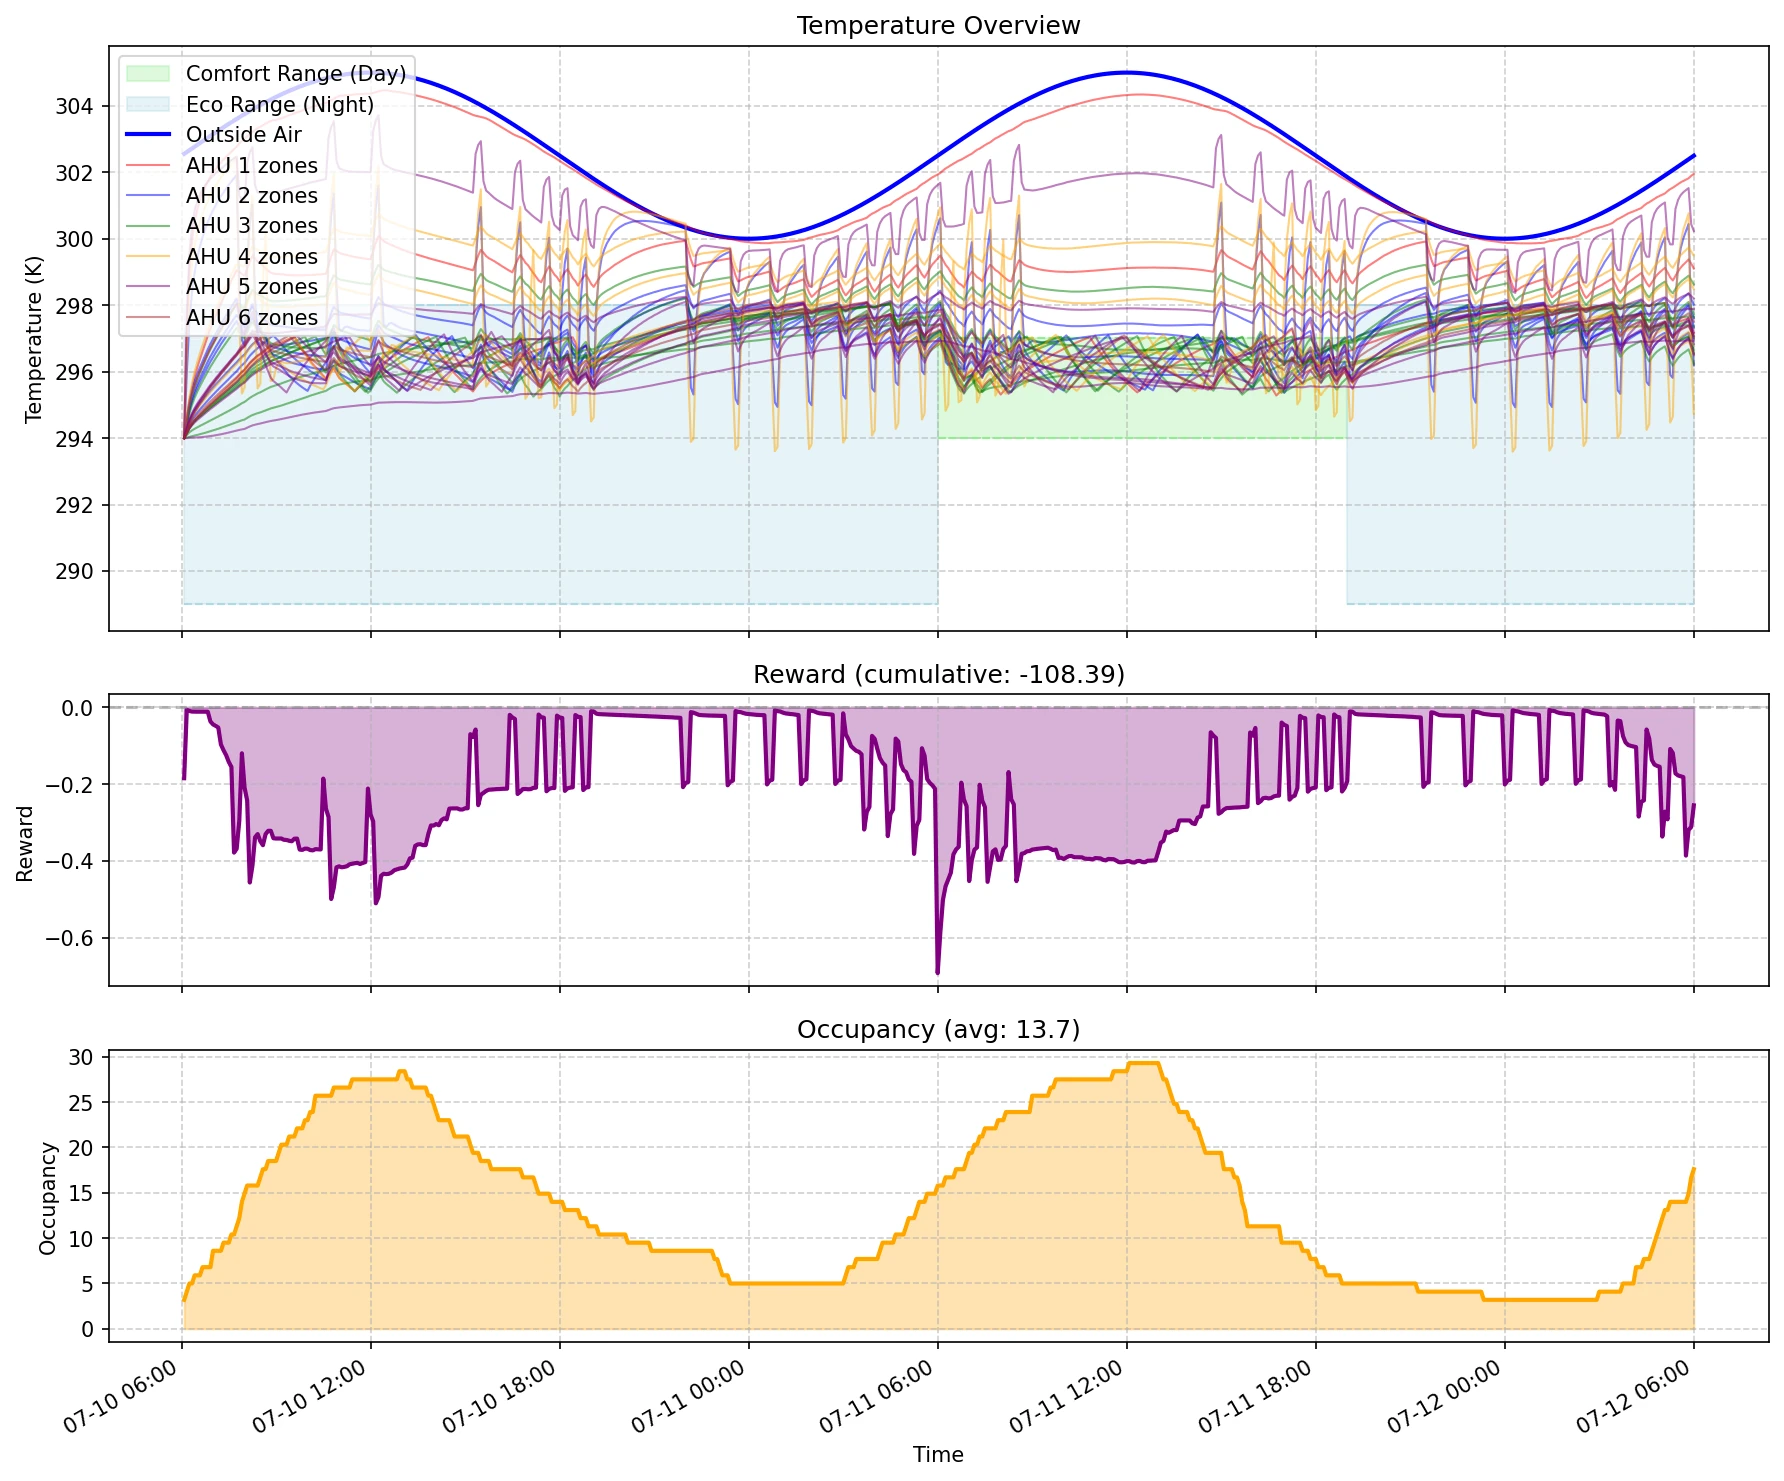 Temperature Overview
Comfort Range (Day)
Eco Range (Night)
Outside Air
AHU 1 zones
AHU 2 zones
AHU 3 zones
AHU 4 zones
AHU 5 zones
AHU 6 zones
304
302
300
298
296
294
292
290
Temperature (K)
Reward (cumulative: -108.39)
0.0
−0.2
−0.4
−0.6
Reward
Occupancy (avg: 13.7)
30
25
20
15
10
5
0
Occupancy
07-10 06:00
07-10 12:00
07-10 18:00
07-11 00:00
07-11 06:00
07-11 12:00
07-11 18:00
07-12 00:00
07-12 06:00
Time